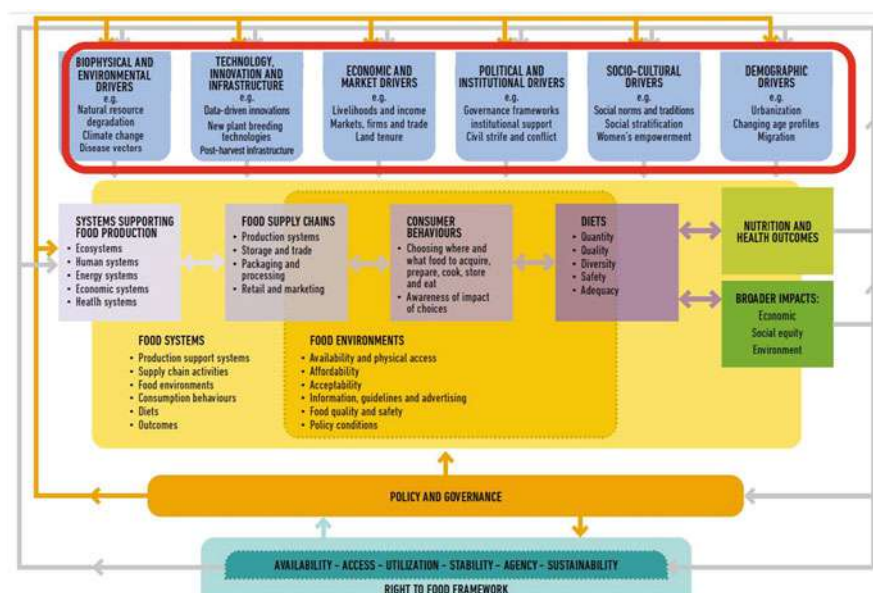 BIOPHYSICAL AND
ENVIRONMENTAL
DRIVERS
e.g.
Natural resource
degradation
Climate change
Disease vectors
TECHNOLOGY,
INNOVATION AND
INFRASTRUCTURE
e.g.
Data-driven innovations
New plant breeding
technologies
Post-harvest infrastructure
ECONOMIC AND
MARKET DRIVERS
e.g.
Livelihoods and income
Markets, firms and trade
Land tenure
POLITICAL AND
INSTITUTIONAL DRIVERS
e.g.
Governance frameworks
institutional support
Civil strife and conflict
SOCIO-CULTURAL
DRIVERS
e.g.
Social norms and traditions
Social stratification
Women's empowerment
DEMOGRAPHIC
DRIVERS
e.g.
Urbanization
Changing age profiles
Migration
SYSTEMS SUPPORTING
FOOD PRODUCTION
• Ecosystems
• Human systems
• Energy systems
• Economic systems
• Health systems
FOOD SUPPLY CHAINS
• Production systems
• Storage and trade
• Packaging and
processing
• Retail and marketing
CONSUMER
BEHAVIOURS
• Choosing where and
what food to acquire,
prepare, cook, store
and eat
• Awareness of impact
of choices
DIETS
• Quantity
• Quality
• Diversity
• Safety
• Adequacy
NUTRITION AND
HEALTH OUTCOMES
BROADER IMPACTS:
Economic
Social equity
Environment
FOOD SYSTEMS
• Production support systems
• Supply chain activities
• Food environments
• Consumption behaviours
• Diets
• Outcomes
FOOD ENVIRONMENTS
• Availability and physical access
• Affordability
• Acceptability
• Information, guidelines and advertising
• Food quality and safety
• Policy conditions
POLICY AND GOVERNANCE
AVAILABILITY - ACCESS - UTILIZATION - STABILITY - AGENCY - SUSTAINABILITY
RIGHT TO FOOD FRAMEWORK